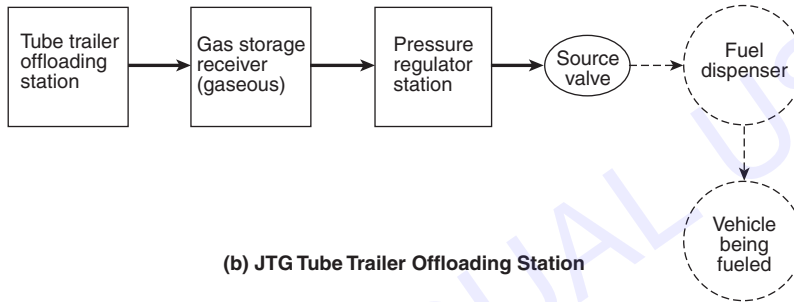 Tube trailer
offloading
station
Gas storage
receiver
(gaseous)
Pressure
regulator
station
Source
valve
Fuel
dispenser
Vehicle
being
fueled
(b) JTG Tube Trailer Offloading Station